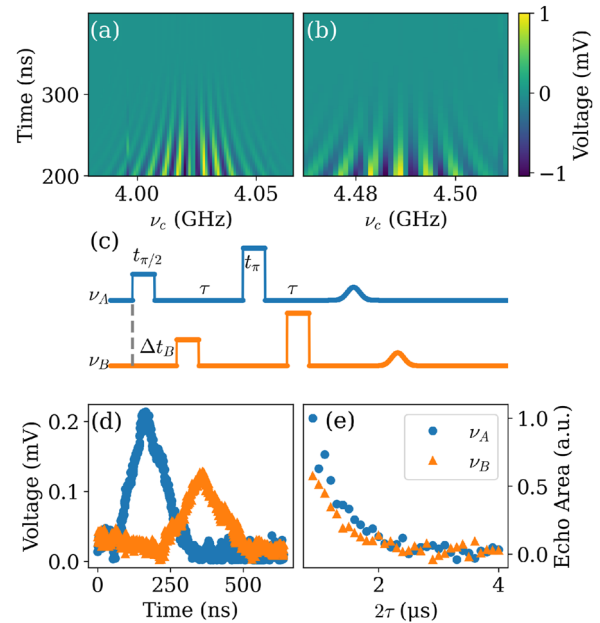 (a)
(b)
Time (ns)
300
200
4.00
4.05
ν_c (GHz)
4.48
4.50
ν_c (GHz)
1
0
−1
Voltage (mV)
(c)
t_π/2
τ
t_π
τ
ν_A
Δt_B
ν_B
(d)
(e)
Voltage (mV)
0.2
0.1
0.0
0
250
500
Time (ns)
ν_A
ν_B
2
4
2τ (μs)
1.0
0.5
0.0
Echo Area (a.u.)